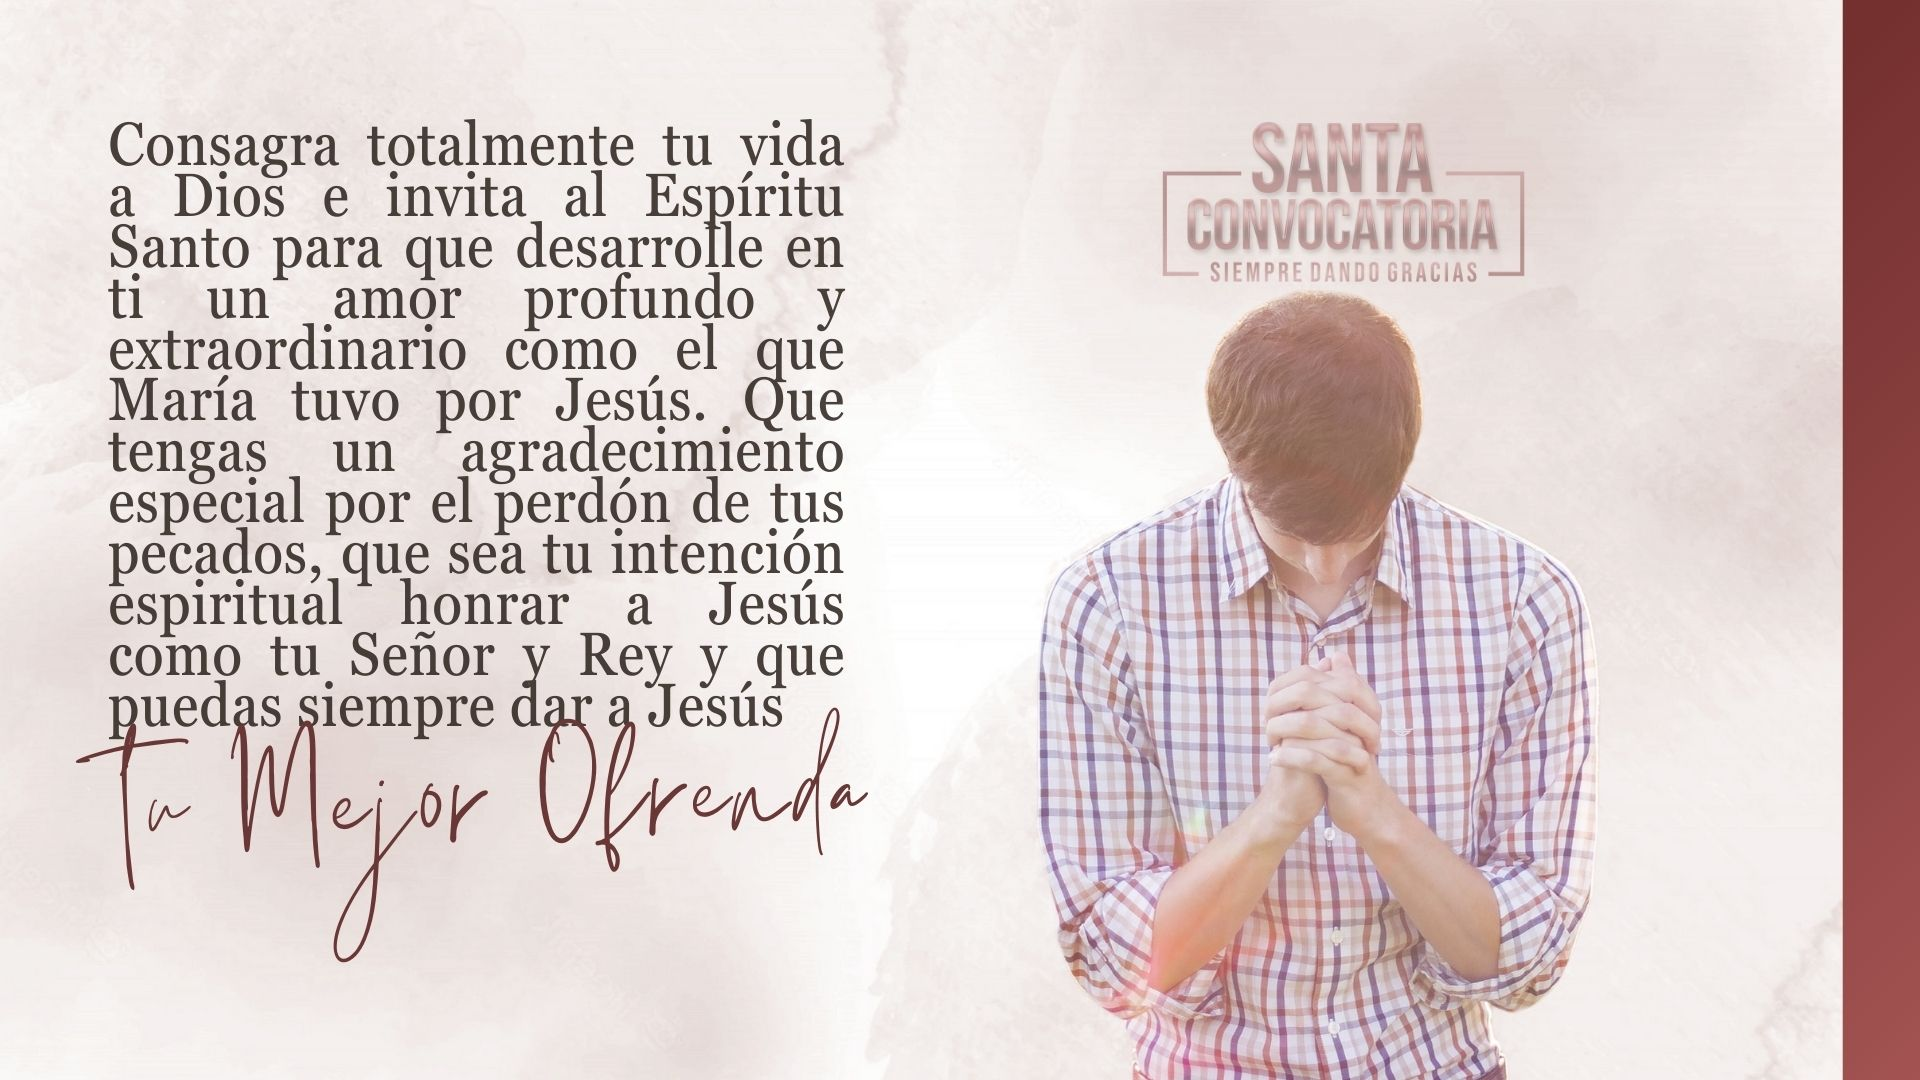 Consagra totalmente tu vida
a Dios e invita al Espíritu
Santo para que desarrolle en
ti un amor profundo y
extraordinario como el que
María tuvo por Jesús. Que
tengas un agradecimiento
especial por el perdón de tus
pecados, que sea tu intención
espiritual honrar a Jesús
como tu Señor y Rey y que
puedas siempre dar a Jesús
Tu Mejor Ofrenda
SANTA
CONVOCATORIA
SIEMPRE DANDO GRACIAS